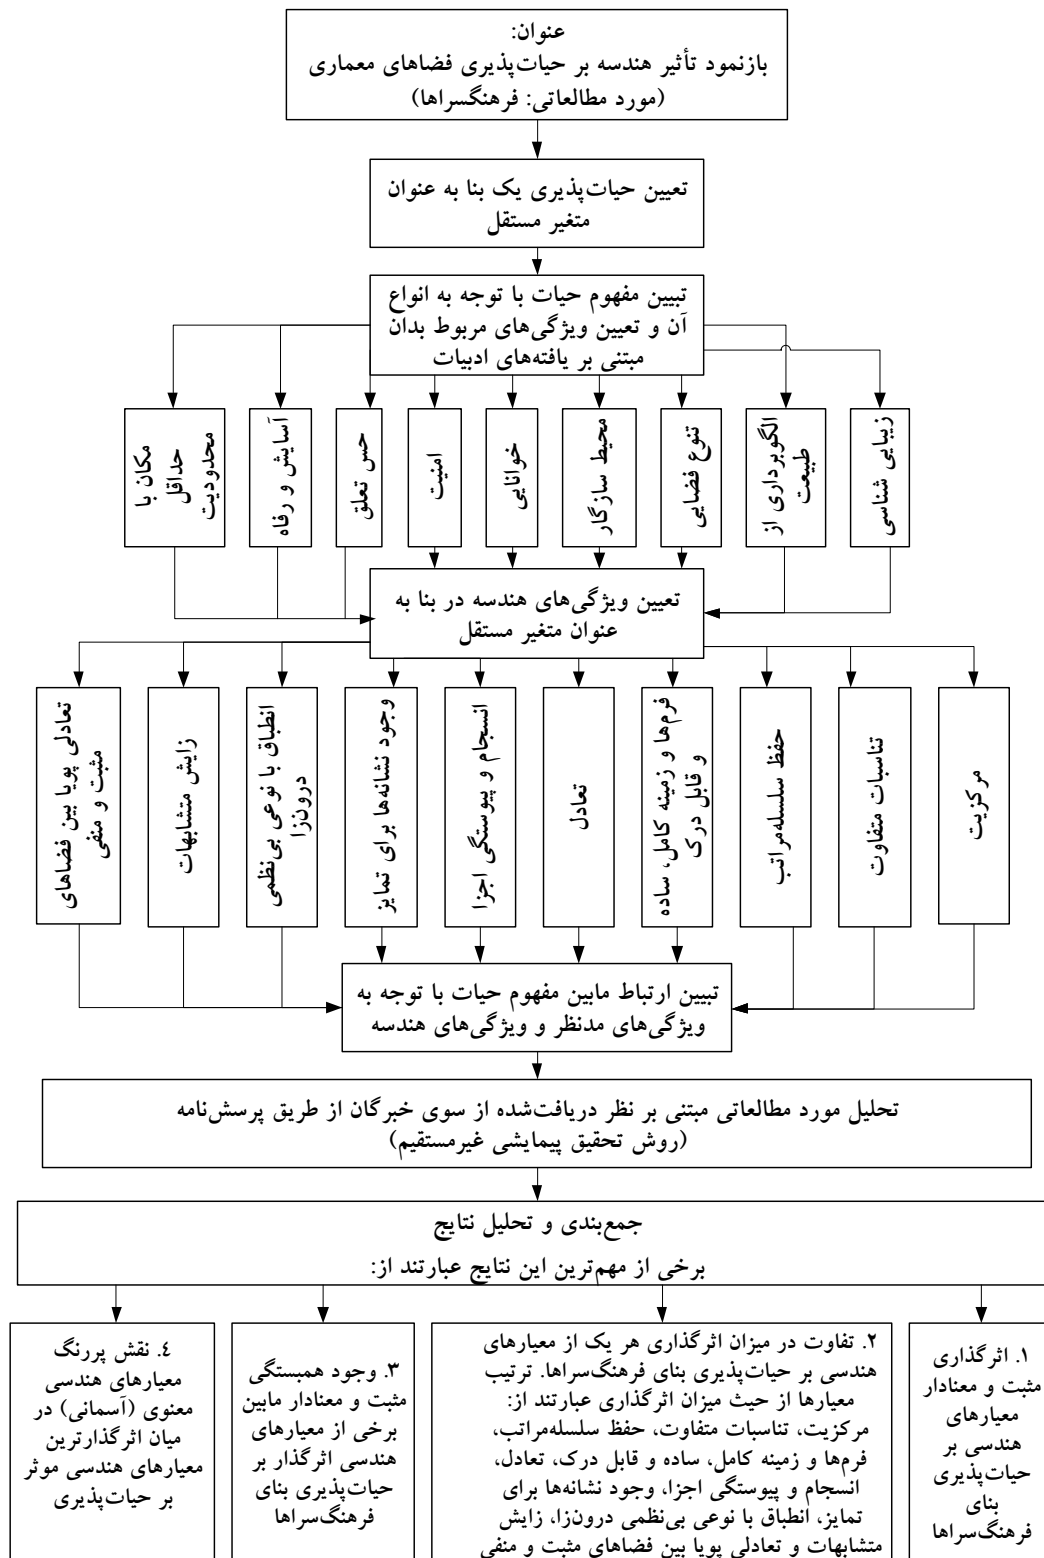 عنوان:
بازنمود تأثیر هندسه بر حیات‌پذیری فضاهای معماری
(مورد مطالعاتی: فرهنگسراها)
تعیین حیات‌پذیری یک بنا به عنوان
متغیر مستقل
تبیین مفهوم حیات با توجه به انواع
آن و تعیین ویژگی‌های مربوط بدان
مبتنی بر یافته‌های ادبیات
زیبایی شناسی
الگوبرداری از
طبیعت
تنوع فضایی
محیط سازگار
خوانایی
امنیت
حس تعلق
آسایش و رفاه
مکان با
حداقل
محدودیت
تعیین ویژگی‌های هندسه در بنا به
عنوان متغیر مستقل
مرکزیت
تناسبات متفاوت
حفظ سلسله‌مراتب
فرم‌ها و زمینه کامل، ساده
و قابل درک
تعادل
انسجام و پیوستگی اجزا
وجود نشانه‌ها برای تمایز
انطباق با نوعی بی‌نظمی
درون‌زا
زایش متشابهات
تعادلی پویا بین فضاهای
مثبت و منفی
تبیین ارتباط مابین مفهوم حیات با توجه به
ویژگی‌های مدنظر و ویژگی‌های هندسه
تحلیل مورد مطالعاتی مبتنی بر نظر دریافت‌شده از سوی خبرگان از طریق پرسش‌نامه
(روش تحقیق پیمایشی غیرمستقیم)
جمع‌بندی و تحلیل نتایج
برخی از مهم‌ترین این نتایج عبارتند از:
۱. اثرگذاری
مثبت و معنادار
معیارهای
هندسی بر
حیات‌پذیری
بنای
فرهنگ‌سراها
۲. تفاوت در میزان اثرگذاری هر یک از معیارهای
هندسی بر حیات‌پذیری بنای فرهنگ‌سراها. ترتیب
معیارها از حیث میزان اثرگذاری عبارتند از:
مرکزیت، تناسبات متفاوت، حفظ سلسله‌مراتب،
فرم‌ها و زمینه کامل، ساده و قابل درک، تعادل،
انسجام و پیوستگی اجزا، وجود نشانه‌ها برای
تمایز، انطباق با نوعی بی‌نظمی درون‌زا، زایش
متشابهات و تعادلی پویا بین فضاهای مثبت و منفی
۳. وجود همبستگی
مثبت و معنادار مابین
برخی از معیارهای
هندسی اثرگذار بر
حیات‌پذیری بنای
فرهنگ‌سراها
۴. نقش پررنگ
معیارهای هندسی
معنوی (آسمانی) در
میان اثرگذارترین
معیارهای هندسی موثر
بر حیات‌پذیری